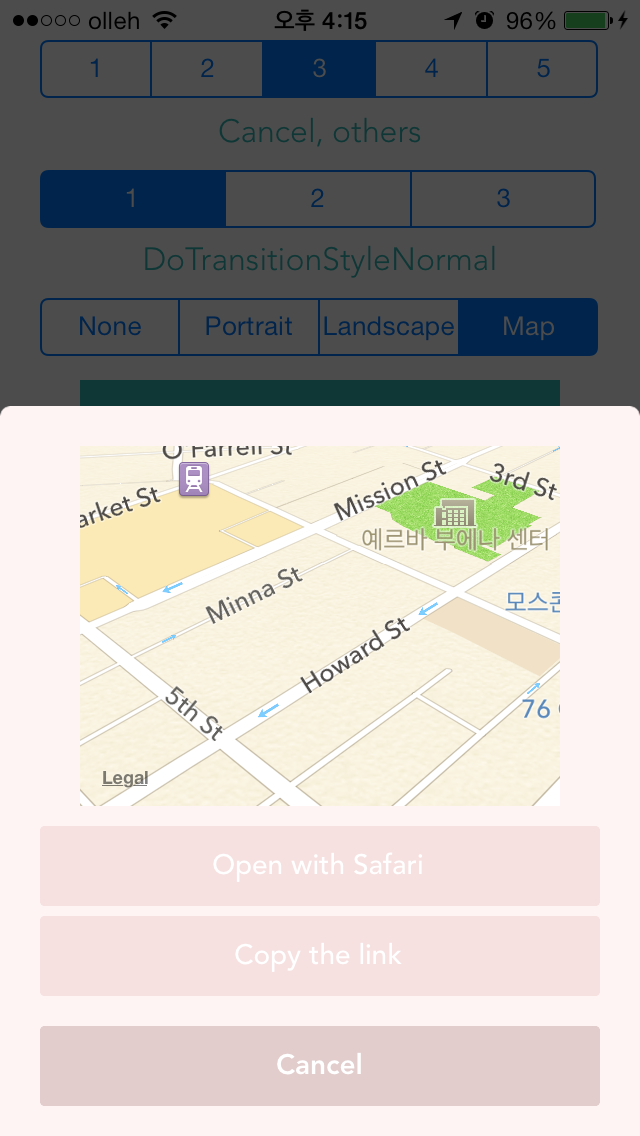 olleh 오후 4:15 96%
1 2 3 4 5
Cancel, others
1 2 3
DoTransitionStyleNormal
None Portrait Landscape Map
O'Farrell St
arket St
Mission St
3rd St
예르바 부에나 센터
Minna St
모스콘
Howard St
5th St
76
Legal
Open with Safari
Copy the link
Cancel